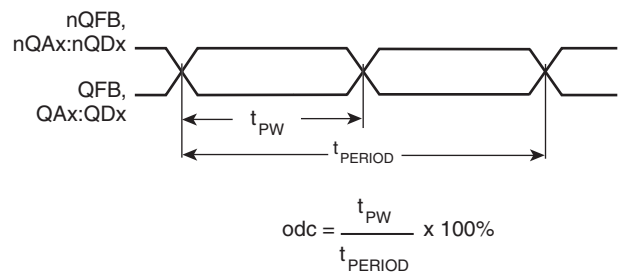 nQFB,
nQAx:nQDx
QFB,
QAx:QDx
tPW
tPERIOD
odc = tPW / tPERIOD x 100%